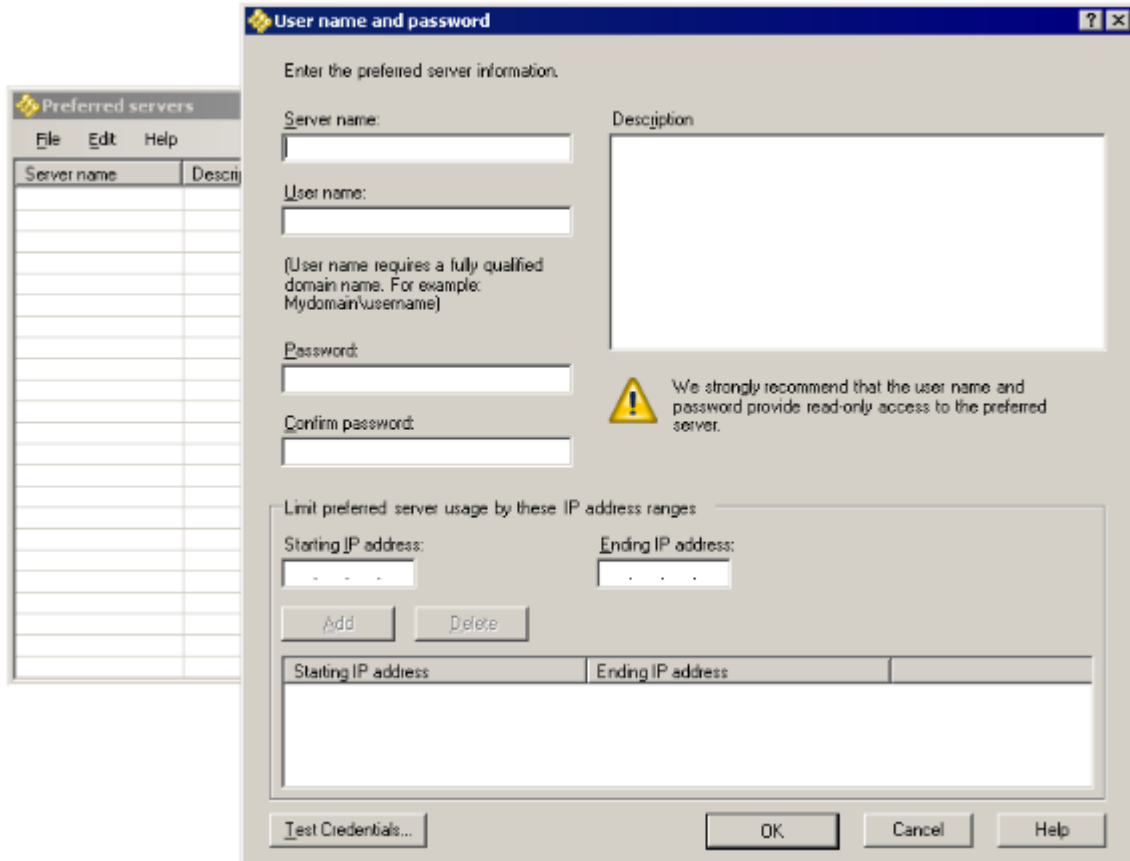 User name and password
Enter the preferred server information.
Preferred servers
File Edit Help
Server name Descrip
Server name:
Description
User name:
(User name requires a fully qualified
domain name. For example:
Mydomain\username)
Password:
We strongly recommend that the user name and
password provide read-only access to the preferred
server.
Confirm password:
Limit preferred server usage by these IP address ranges
Starting IP address: Ending IP address:
. . . . . .
Add Delete
Starting IP address Ending IP address
Test Credentials... OK Cancel Help